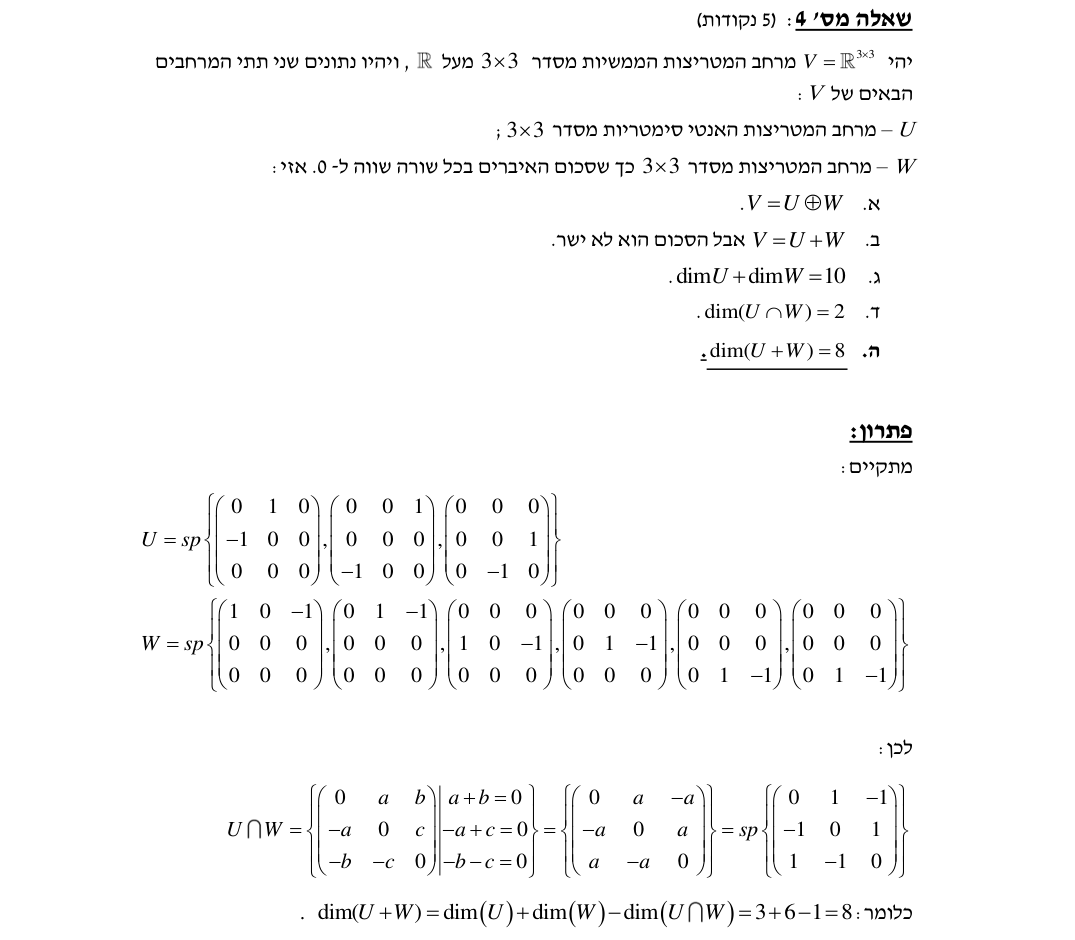 שאלה מס' 4: (5 נקודות)
יהי V = ℝ³ˣ³ מרחב המטריצות הממשיות מסדר 3×3 מעל ℝ, ויהיו נתונים שני תתי המרחבים
הבאים של V:
U – מרחב המטריצות האנטי סימטריות מסדר 3×3;
W – מרחב המטריצות מסדר 3×3 כך שסכום האיברים בכל שורה שווה ל- 0. אזי:
א. V = U ⊕ W.
ב. V = U + W אבל הסכום הוא לא ישר.
ג. dim U + dim W = 10.
ד. dim(U ∩ W) = 2.
ה. dim(U + W) = 8.
פתרון:
מתקיים:
U = sp{(0 1 0; −1 0 0; 0 0 0), (0 0 1; 0 0 0; −1 0 0), (0 0 0; 0 0 1; 0 −1 0)}
W = sp{(1 0 −1; 0 0 0; 0 0 0), (0 1 −1; 0 0 0; 0 0 0), (0 0 0; 1 0 −1; 0 0 0), (0 0 0; 0 1 −1; 0 0 0), (0 0 0; 0 0 0; 0 1 −1), (0 0 0; 0 0 0; 0 1 −1)}
לכן:
U ⋂ W = {(0 a b; −a 0 c; −b −c 0) | a + b = 0; −a + c = 0; −b − c = 0} = {(0 a −a; −a 0 a; a −a 0)} = sp{(0 1 −1; −1 0 1; 1 −1 0)}
כלומר: dim(U + W) = dim(U) + dim(W) − dim(U ⋂ W) = 3 + 6 − 1 = 8.